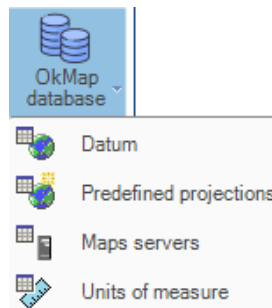 OkMap
database
Datum
Predefined projections
Maps servers
Units of measure